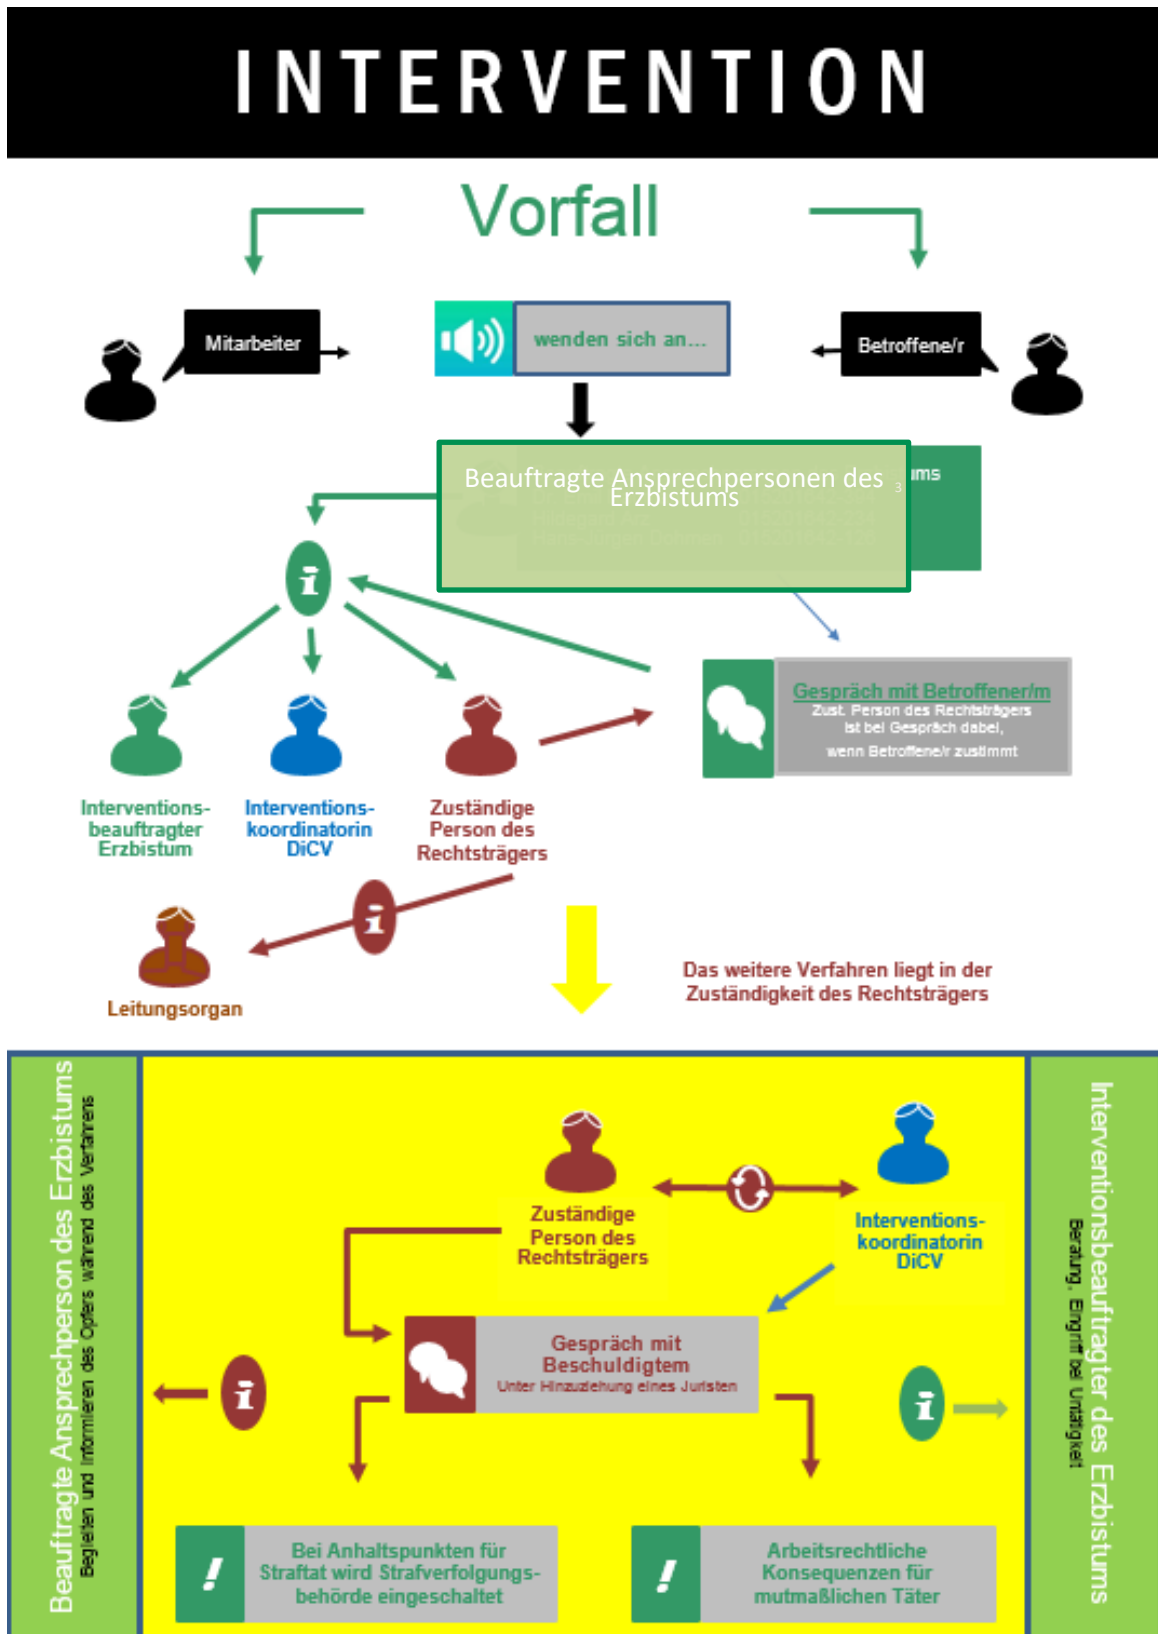 INTERVENTION
Vorfall
Mitarbeiter
wenden sich an...
Betroffene/r
Beauftragte Ansprechpersonen des
Erzbistums
ums
3
Gespräch mit Betroffener/m
Zust. Person des Rechtsträgers
ist bei Gespräch dabei,
wenn Betroffene/r zustimmt
Interventions-
beauftragter
Erzbistum
Interventions-
koordinatorin
DiCV
Zuständige
Person des
Rechtsträgers
Leitungsorgan
Das weitere Verfahren liegt in der
Zuständigkeit des Rechtsträgers
Beauftragte Ansprechperson des Erzbistums
Begleiten und Informieren des Opfers während des Verfahrens
Zuständige
Person des
Rechtsträgers
Interventions-
koordinatorin
DiCV
Gespräch mit
Beschuldigtem
Unter Hinzuziehung eines Juristen
Bei Anhaltspunkten für
Straftat wird Strafverfolgungs-
behörde eingeschaltet
Arbeitsrechtliche
Konsequenzen für
mutmaßlichen Täter
Interventionsbeauftragter des Erzbistums
Beratung, Eingriff bei Untätigkeit